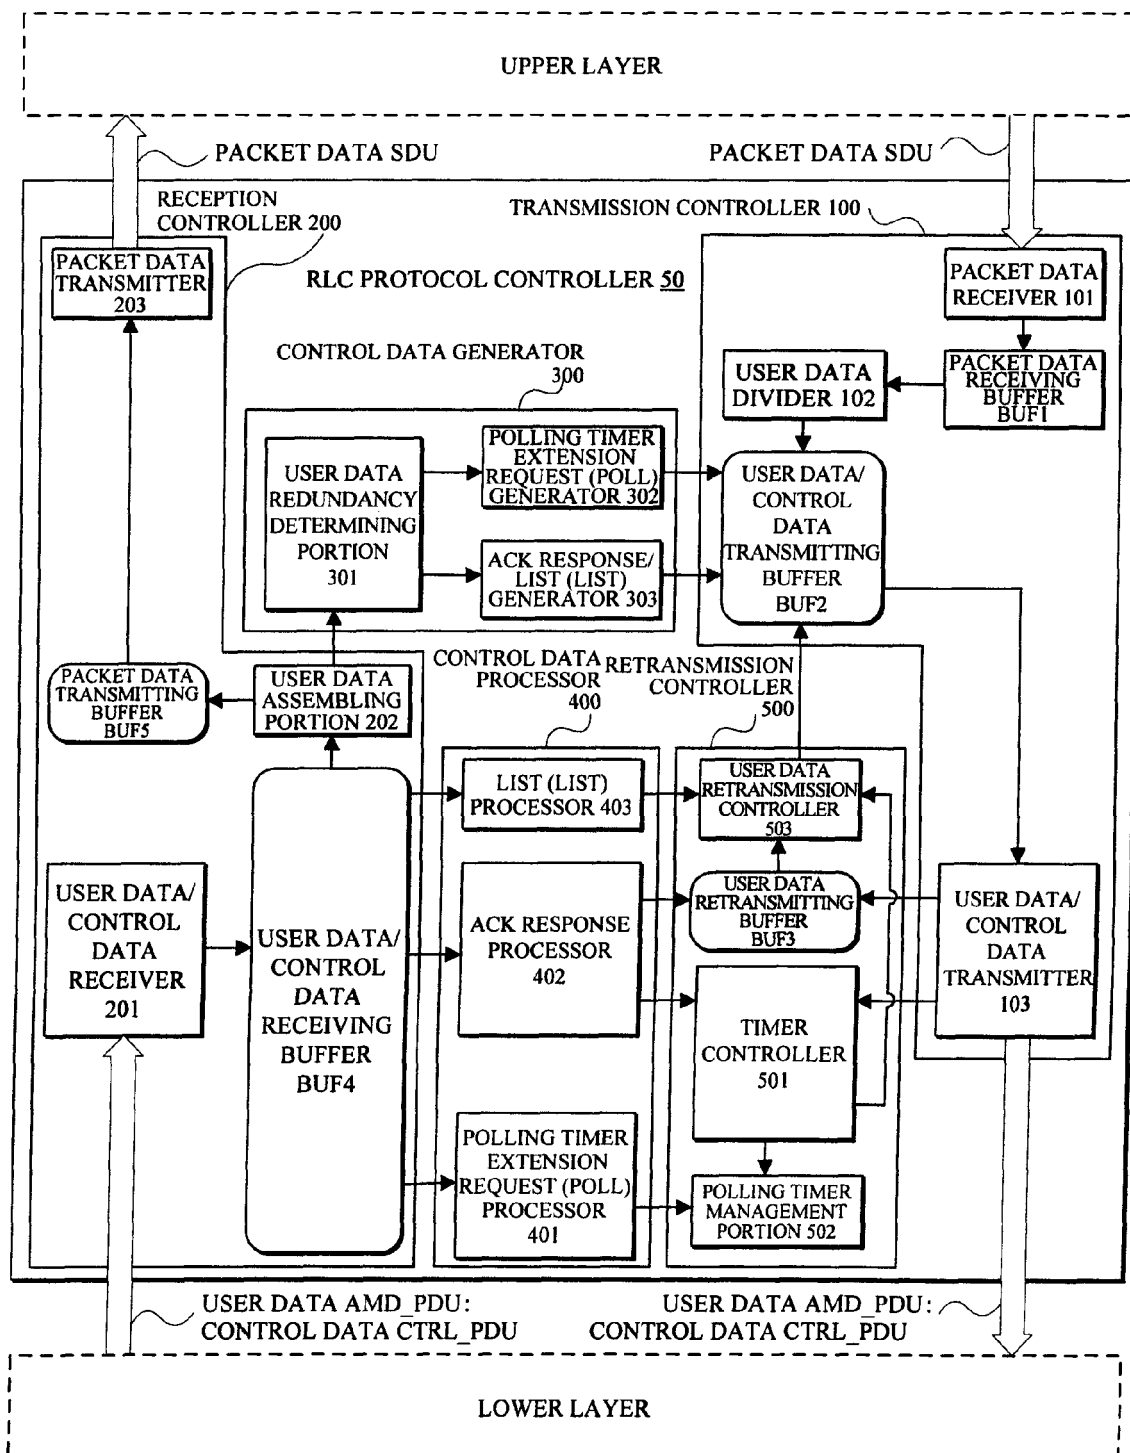 UPPER LAYER
PACKET DATA SDU
PACKET DATA SDU
RECEPTION
CONTROLLER 200
TRANSMISSION CONTROLLER 100
PACKET DATA
TRANSMITTER
203
RLC PROTOCOL CONTROLLER 50
PACKET DATA
RECEIVER 101
CONTROL DATA GENERATOR
300
USER DATA
DIVIDER 102
PACKET DATA
RECEIVING
BUFFER
BUF1
USER DATA
REDUNDANCY
DETERMINING
PORTION
301
POLLING TIMER
EXTENSION
REQUEST (POLL)
GENERATOR 302
ACK RESPONSE/
LIST (LIST)
GENERATOR 303
USER DATA/
CONTROL
DATA
TRANSMITTING
BUFFER
BUF2
PACKET DATA
TRANSMITTING
BUFFER
BUF5
USER DATA
ASSEMBLING
PORTION 202
CONTROL DATA
PROCESSOR
400
RETRANSMISSION
CONTROLLER
500
LIST (LIST)
PROCESSOR 403
USER DATA
RETRANSMISSION
CONTROLLER
503
USER DATA/
CONTROL
DATA
RECEIVER
201
USER DATA/
CONTROL
DATA
RECEIVING
BUFFER
BUF4
ACK RESPONSE
PROCESSOR
402
USER DATA
RETRANSMITTING
BUFFER
BUF3
USER DATA/
CONTROL
DATA
TRANSMITTER
103
TIMER
CONTROLLER
501
POLLING TIMER
EXTENSION
REQUEST (POLL)
PROCESSOR
401
POLLING TIMER
MANAGEMENT
PORTION 502
USER DATA AMD_PDU:
CONTROL DATA CTRL_PDU
USER DATA AMD_PDU:
CONTROL DATA CTRL_PDU
LOWER LAYER